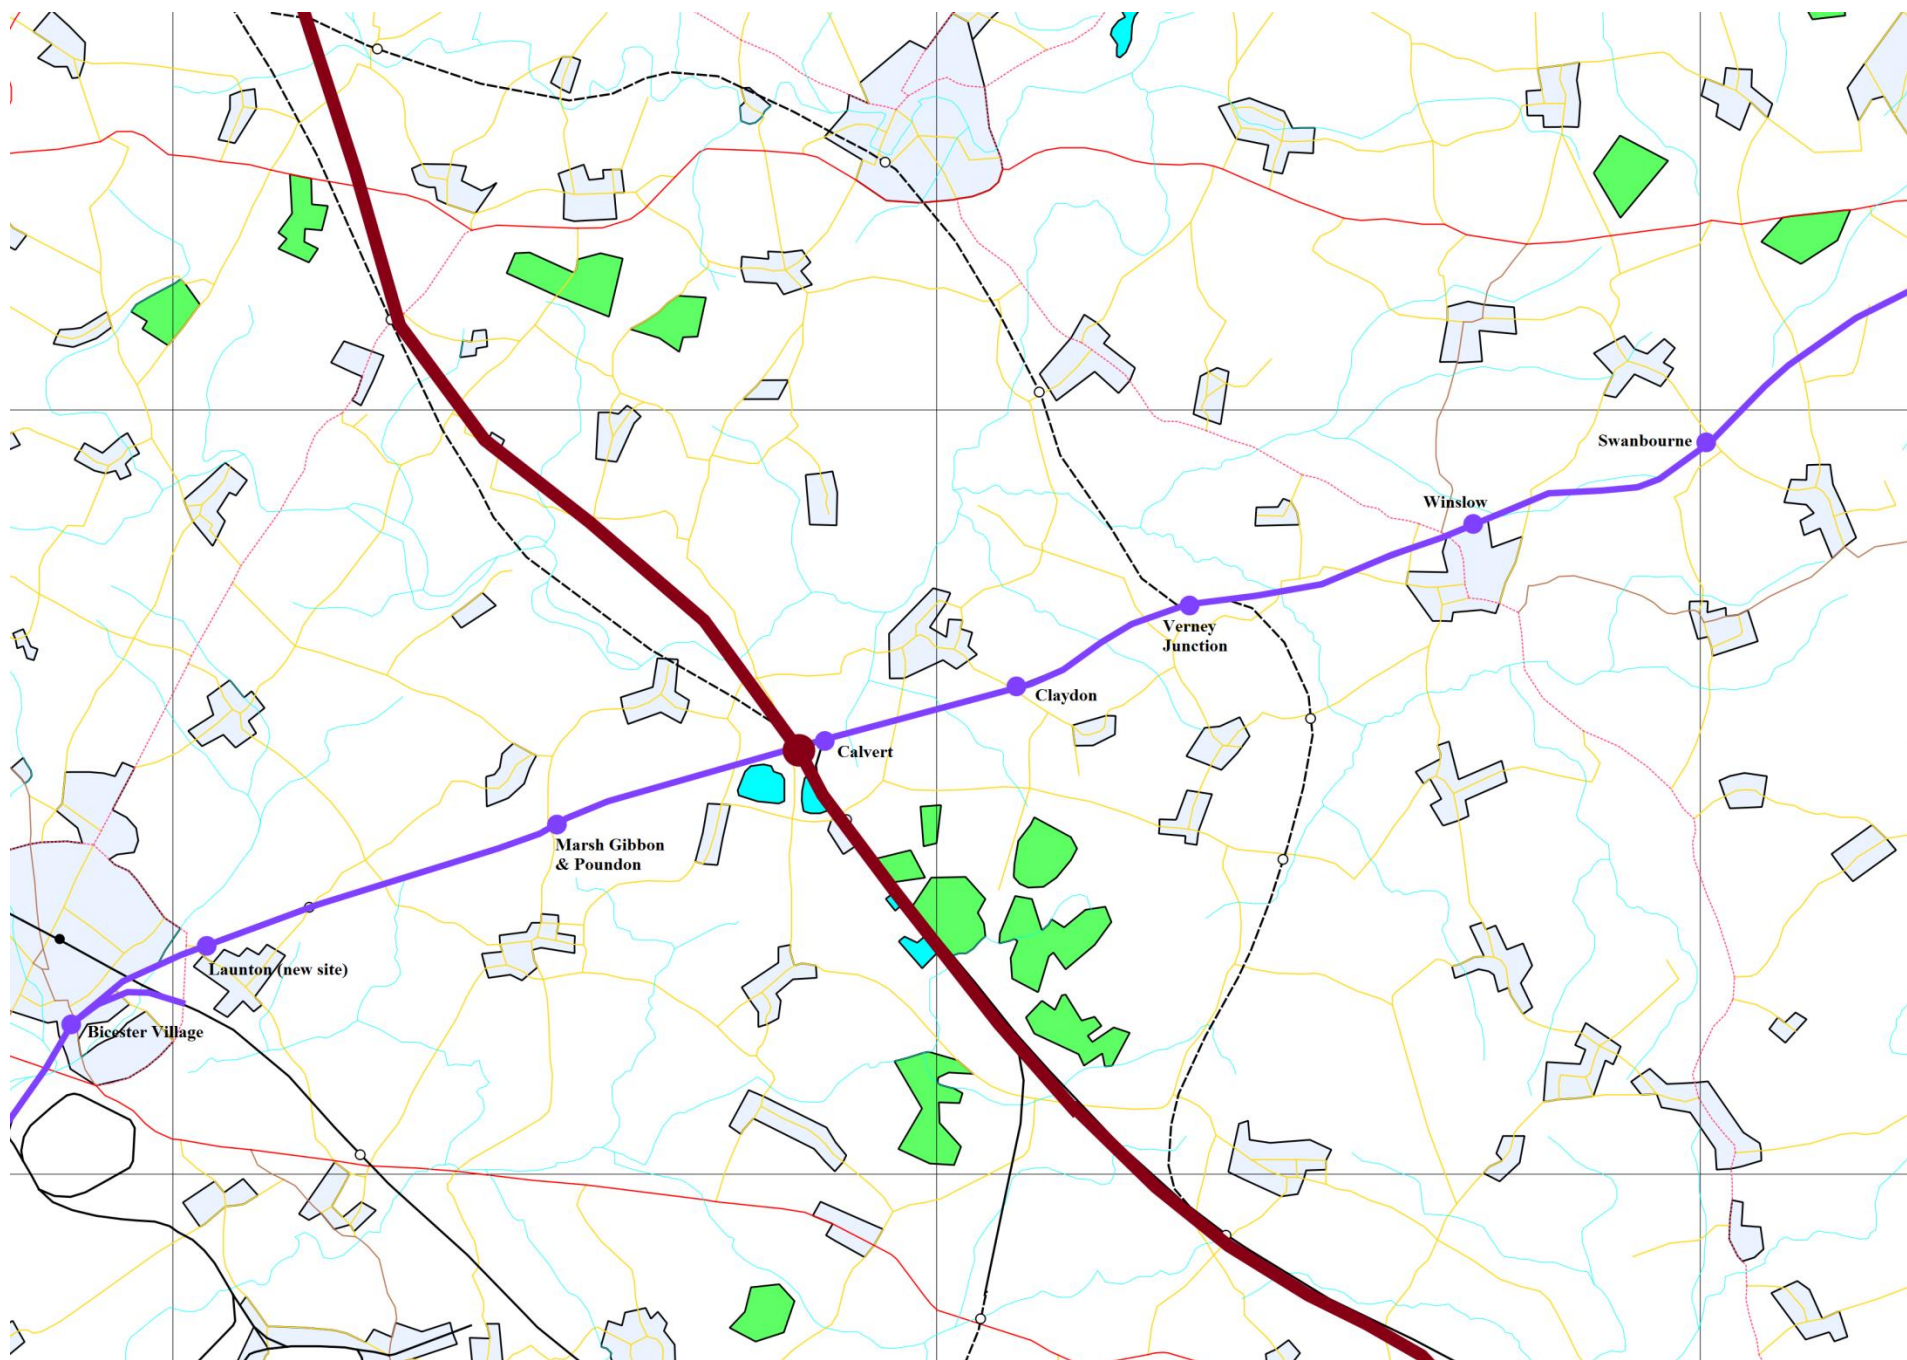 Swanbourne
Winslow
Verney
Junction
Claydon
Calvert
Marsh Gibbon
& Poundon
Launton (new site)
Bicester Village